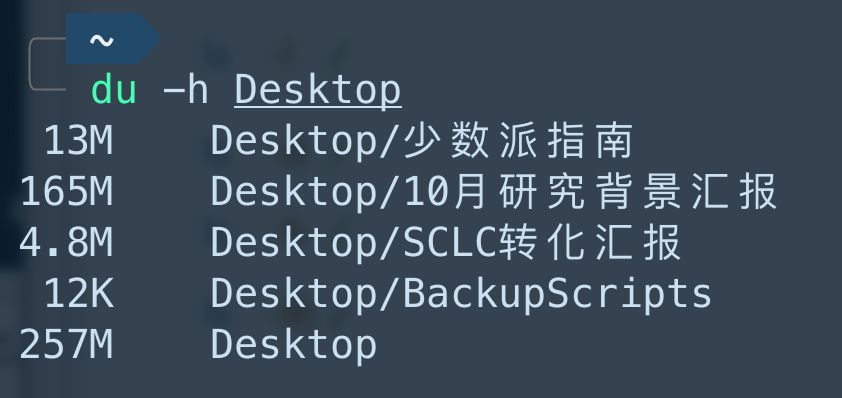 ~
du -h Desktop
13M Desktop/少数派指南
165M Desktop/10月研究背景汇报
4.8M Desktop/SCLC转化汇报
12K Desktop/BackupScripts
257M Desktop